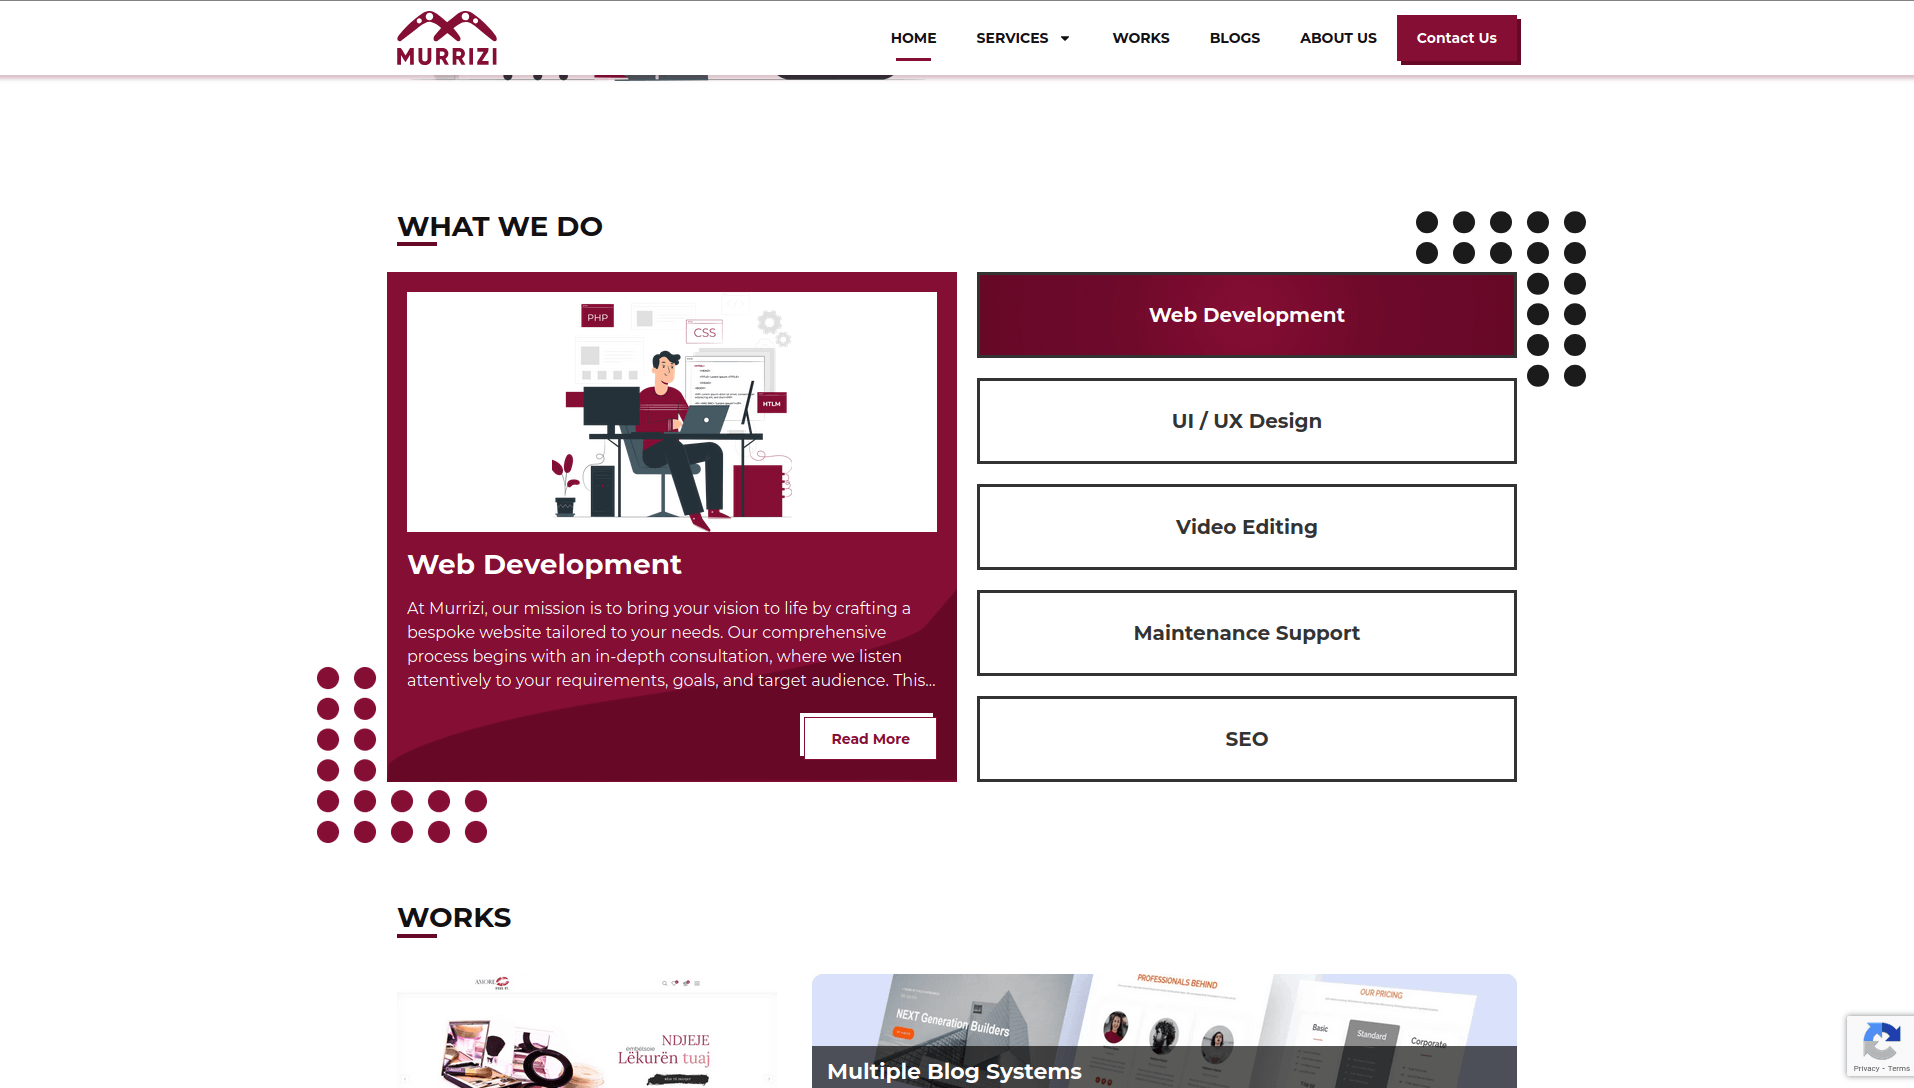 MURRIZI
HOME
SERVICES
WORKS
BLOGS
ABOUT US
Contact Us
WHAT WE DO
PHP
CSS
HTLM
Web Development
At Murrizi, our mission is to bring your vision to life by crafting a
bespoke website tailored to your needs. Our comprehensive
process begins with an in-depth consultation, where we listen
attentively to your requirements, goals, and target audience. This...
Read More
Web Development
UI / UX Design
Video Editing
Maintenance Support
SEO
WORKS
AMORE
NDJEJE
embelsoie
Lëkurën tuaj
NEXT Generation Builders
PROFESSIONALS BEHIND
OUR PRICING
Basic
Standard
Corporate
Multiple Blog Systems
Privacy - Terms